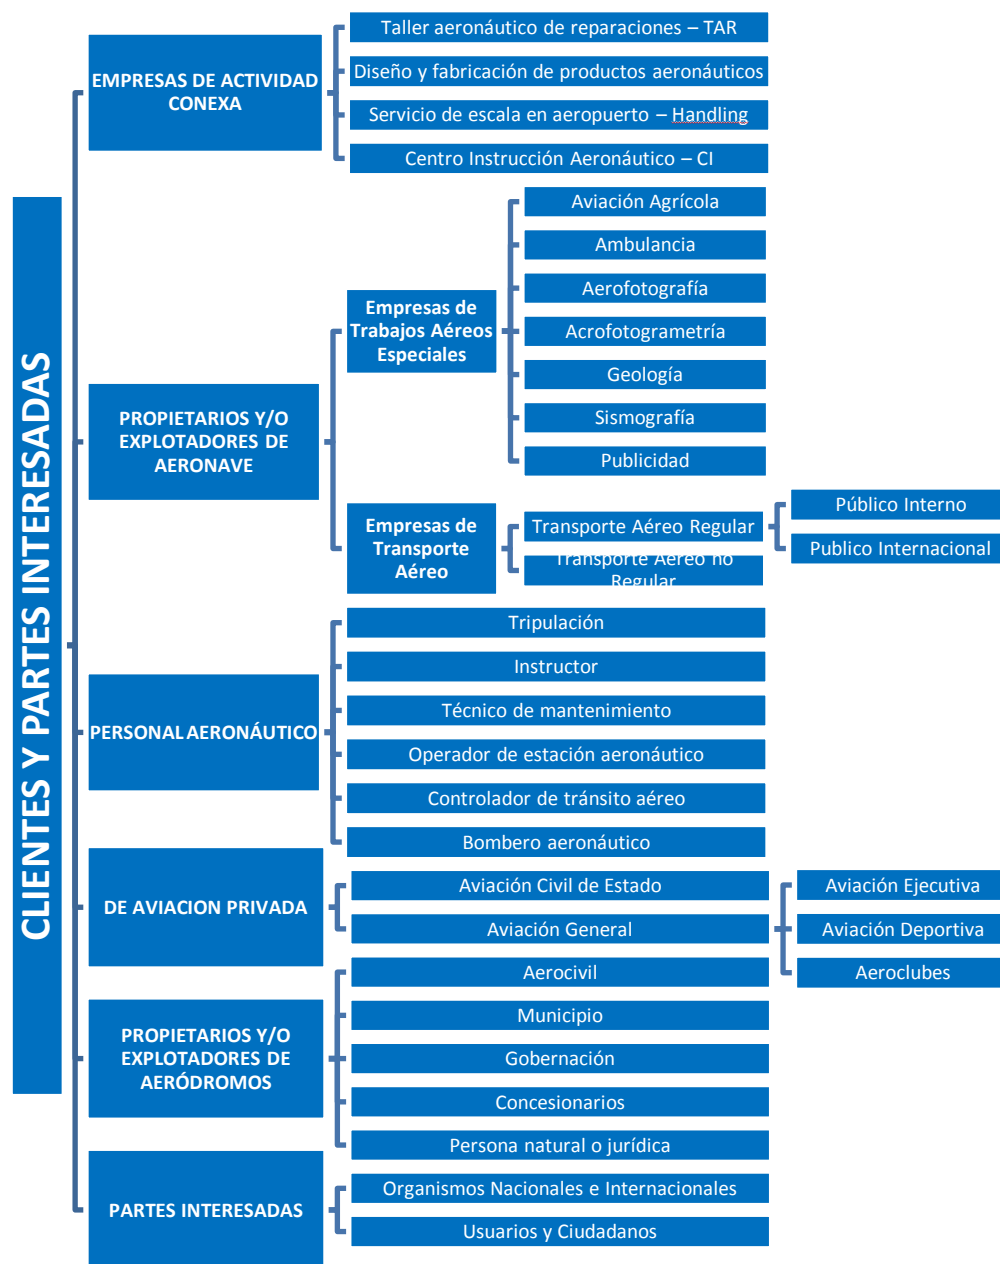 CLIENTES Y PARTES INTERESADAS
EMPRESAS DE ACTIVIDAD
CONEXA
Taller aeronáutico de reparaciones – TAR
Diseño y fabricación de productos aeronáuticos
Servicio de escala en aeropuerto – Handling
Centro Instrucción Aeronáutico – CI
PROPIETARIOS Y/O
EXPLOTADORES DE
AERONAVE
Empresas de
Trabajos Aéreos
Especiales
Aviación Agrícola
Ambulancia
Aerofotografía
Acrofotogrametría
Geología
Sismografía
Publicidad
Empresas de
Transporte
Aéreo
Transporte Aéreo Regular
Público Interno
Publico Internacional
Transporte Aéreo no
Regular
PERSONAL AERONÁUTICO
Tripulación
Instructor
Técnico de mantenimiento
Operador de estación aeronáutico
Controlador de tránsito aéreo
Bombero aeronáutico
DE AVIACION PRIVADA
Aviación Civil de Estado
Aviación General
Aviación Ejecutiva
Aviación Deportiva
Aeroclubes
PROPIETARIOS Y/O
EXPLOTADORES DE
AERÓDROMOS
Aerocivil
Municipio
Gobernación
Concesionarios
Persona natural o jurídica
PARTES INTERESADAS
Organismos Nacionales e Internacionales
Usuarios y Ciudadanos